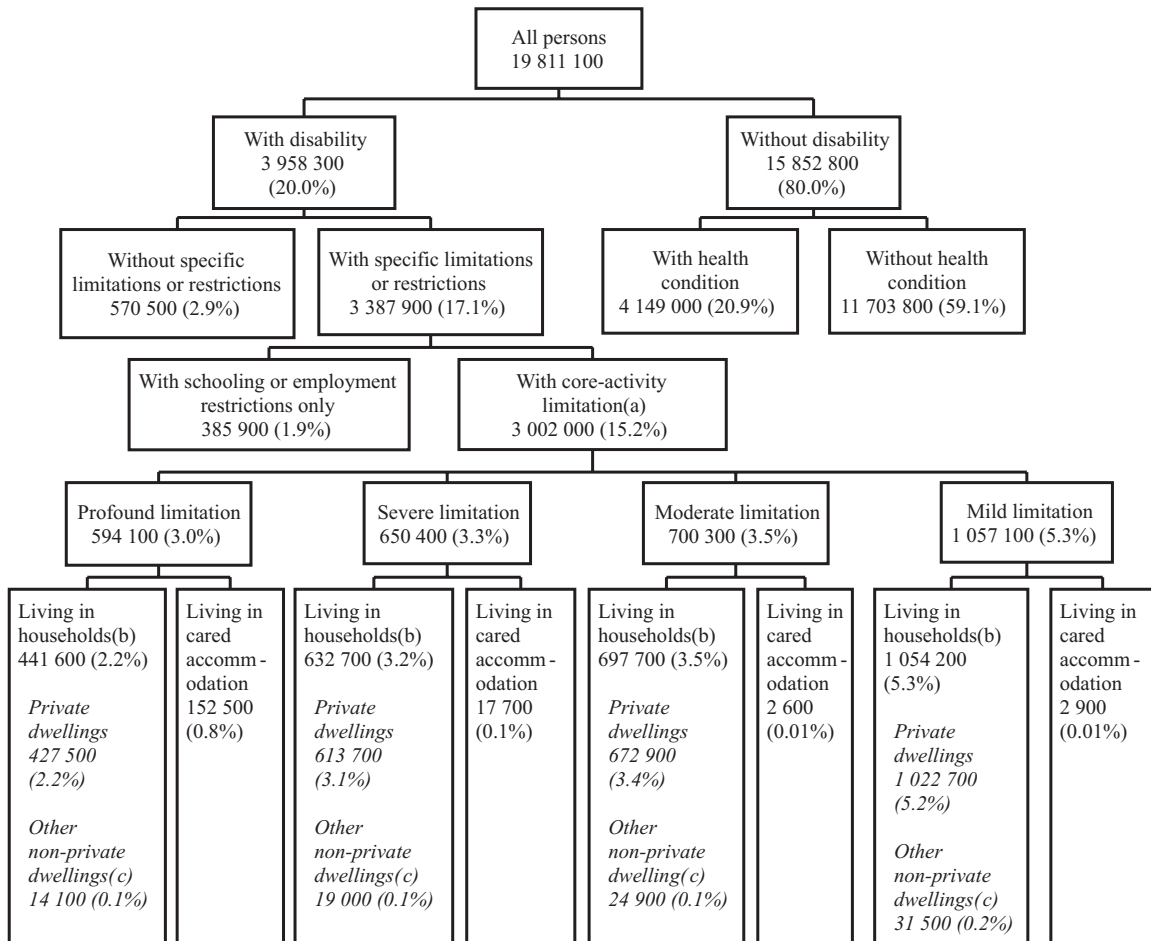 All persons
19 811 100
With disability
3 958 300
(20.0%)
Without disability
15 852 800
(80.0%)
Without specific
limitations or restrictions
570 500 (2.9%)
With specific limitations
or restrictions
3 387 900 (17.1%)
With health
condition
4 149 000 (20.9%)
Without health
condition
11 703 800 (59.1%)
With schooling or employment
restrictions only
385 900 (1.9%)
With core-activity
limitation(a)
3 002 000 (15.2%)
Profound limitation
594 100 (3.0%)
Severe limitation
650 400 (3.3%)
Moderate limitation
700 300 (3.5%)
Mild limitation
1 057 100 (5.3%)
Living in
households(b)
441 600 (2.2%)
Private
dwellings
427 500
(2.2%)
Other
non-private
dwellings(c)
14 100 (0.1%)
Living in
cared
accomm -
odation
152 500
(0.8%)
Living in
households(b)
632 700 (3.2%)
Private
dwellings
613 700
(3.1%)
Other
non-private
dwellings(c)
19 000 (0.1%)
Living in
cared
accomm -
odation
17 700
(0.1%)
Living in
households(b)
697 700 (3.5%)
Private
dwellings
672 900
(3.4%)
Other
non-private
dwelling(c)
24 900 (0.1%)
Living in
cared
accomm -
odation
2 600
(0.01%)
Living in
households(b)
1 054 200
(5.3%)
Private
dwellings
1 022 700
(5.2%)
Other
non-private
dwellings(c)
31 500 (0.2%)
Living in
cared
accomm -
odation
2 900
(0.01%)